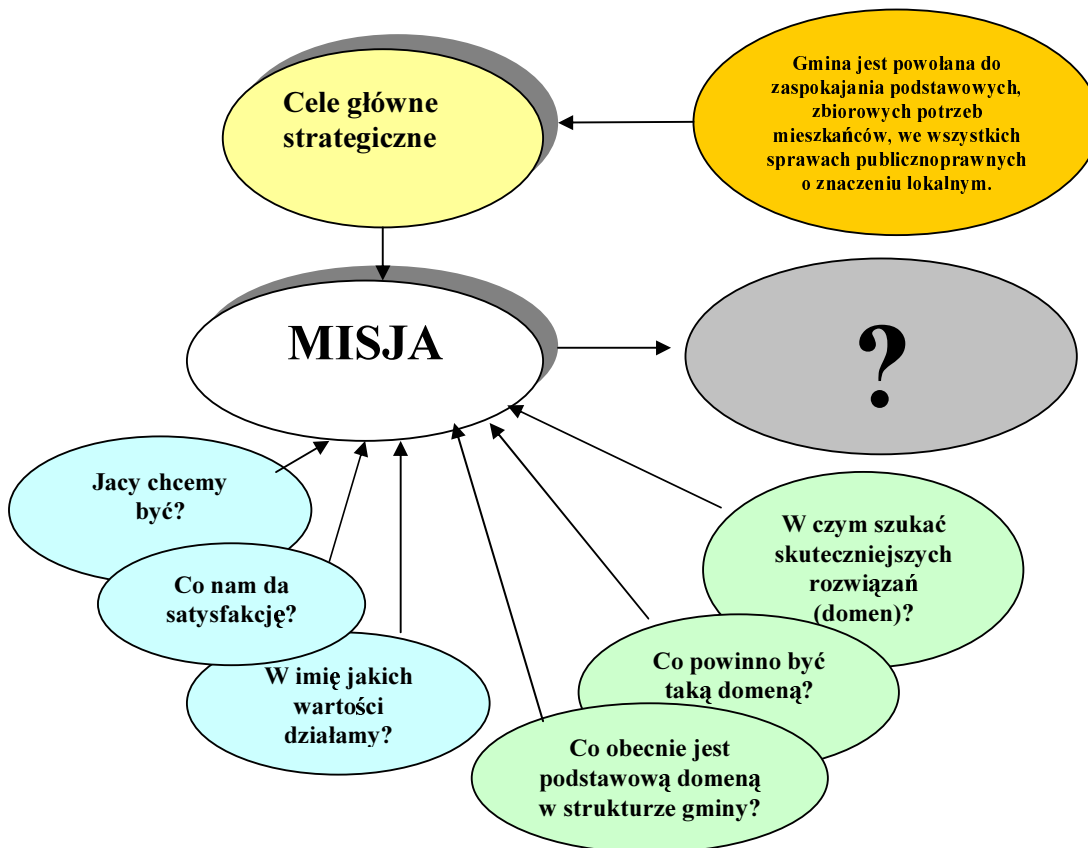 Cele główne
strategiczne
Gmina jest powołana do
zaspokajania podstawowych,
zbiorowych potrzeb
mieszkańców, we wszystkich
sprawach publicznoprawnych
o znaczeniu lokalnym.
MISJA
?
Jacy chcemy
być?
Co nam da
satysfakcję?
W imię jakich
wartości
działamy?
W czym szukać
skuteczniejszych
rozwiązań
(domen)?
Co powinno być
taką domeną?
Co obecnie jest
podstawową domeną
w strukturze gminy?